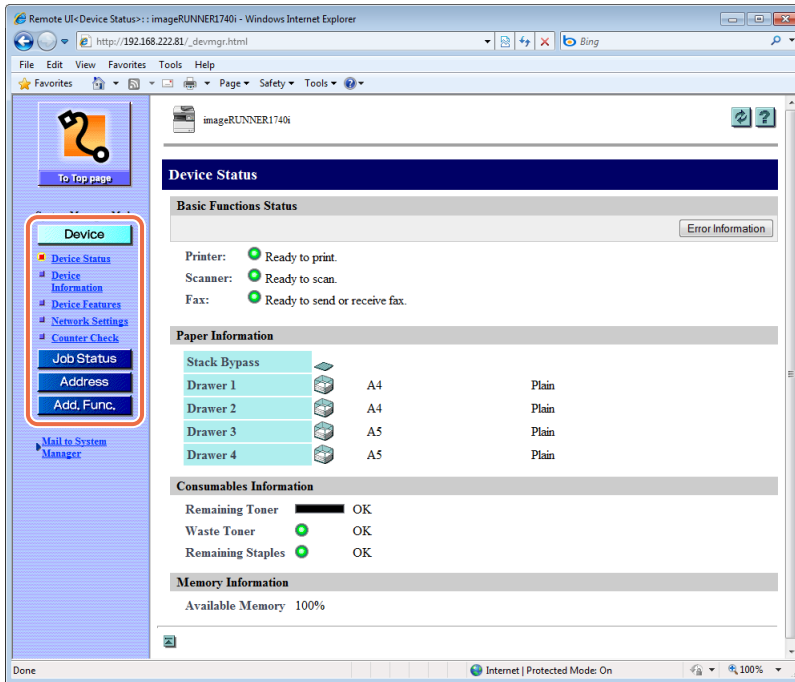 Remote UI<Device Status>: : imageRUNNER1740i - Windows Internet Explorer
http://192.168.222.81/_devmgr.html
Bing
File Edit View Favorites Tools Help
Favorites Page Safety Tools
To Top page
imageRUNNER1740i
Device Status
Device
Device Status
Device Information
Device Features
Network Settings
Counter Check
Job Status
Address
Add. Func.
Mail to System Manager
Basic Functions Status
Error Information
Printer: Ready to print.
Scanner: Ready to scan.
Fax: Ready to send or receive fax.
Paper Information
Stack Bypass
Drawer 1 A4 Plain
Drawer 2 A4 Plain
Drawer 3 A5 Plain
Drawer 4 A5 Plain
Consumables Information
Remaining Toner OK
Waste Toner OK
Remaining Staples OK
Memory Information
Available Memory 100%
Done
Internet | Protected Mode: On
100%